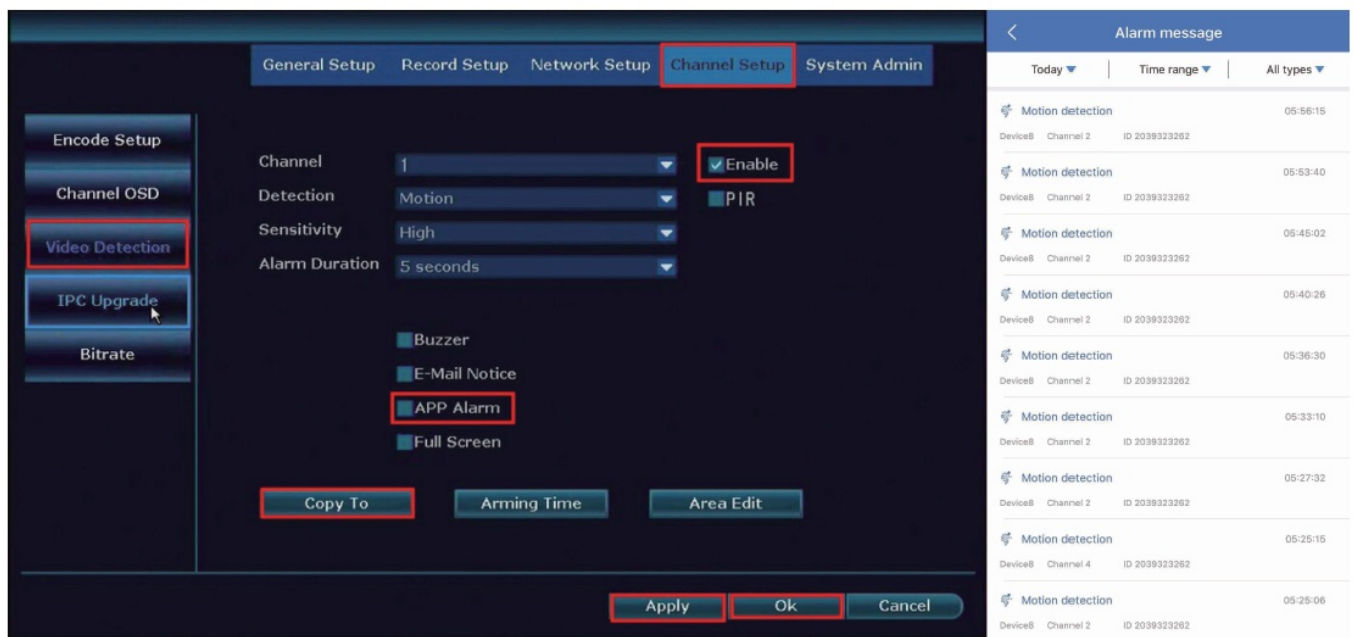 General Setup Record Setup Network Setup Channel Setup System Admin
Encode Setup
Channel OSD
Video Detection
IPC Upgrade
Bitrate
Channel 1 Enable
Detection Motion PIR
Sensitivity High
Alarm Duration 5 seconds
Buzzer
E-Mail Notice
APP Alarm
Full Screen
Copy To Arming Time Area Edit
Apply Ok Cancel
Alarm message
Today Time range All types
Motion detection 05:56:15
Device8 Channel 2 ID 2039323262
Motion detection 05:53:40
Device8 Channel 2 ID 2039323262
Motion detection 05:45:02
Device8 Channel 2 ID 2039323262
Motion detection 05:40:26
Device8 Channel 2 ID 2039323262
Motion detection 05:36:30
Device8 Channel 2 ID 2039323262
Motion detection 05:33:10
Device8 Channel 2 ID 2039323262
Motion detection 05:27:32
Device8 Channel 2 ID 2039323262
Motion detection 05:25:15
Device8 Channel 4 ID 2039323262
Motion detection 05:25:06
Device8 Channel 2 ID 2039323262